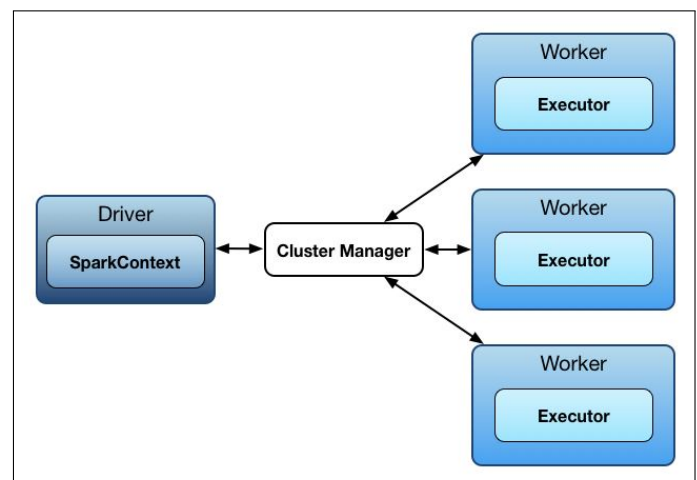 Driver
SparkContext
Cluster Manager
Worker
Executor
Worker
Executor
Worker
Executor